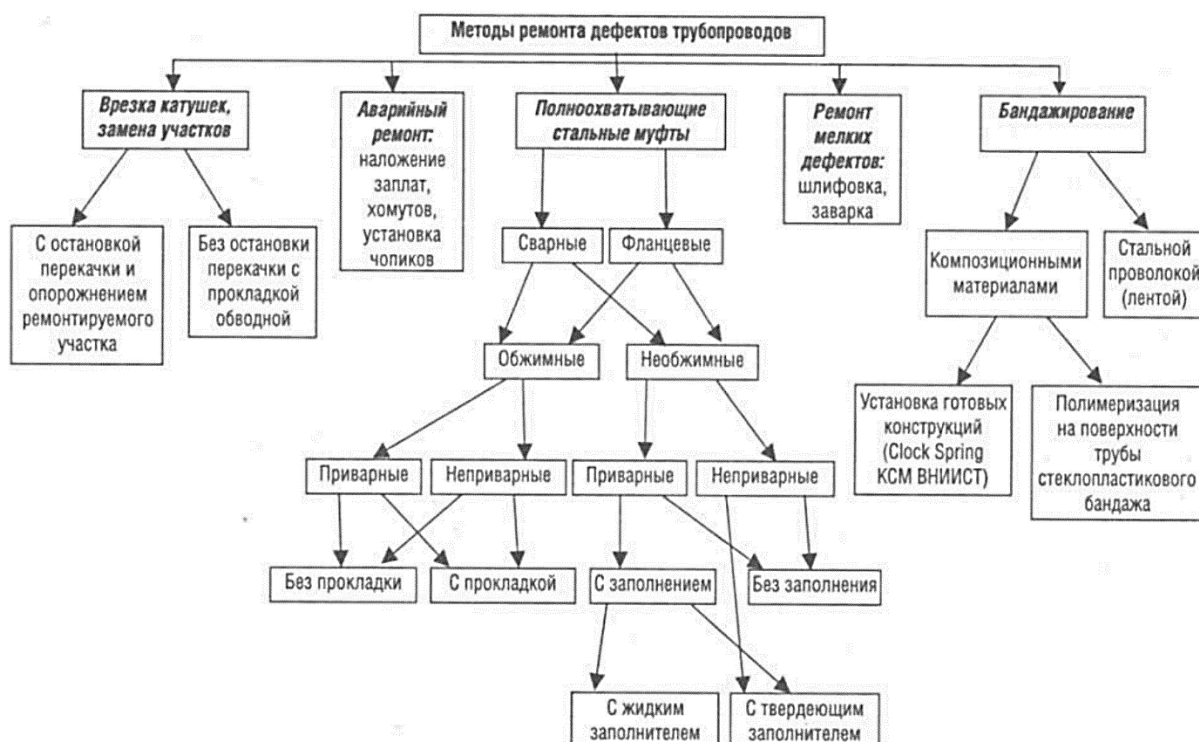 Методы ремонта дефектов трубопроводов
Врезка катушек,
замена участков
Аварийный
ремонт:
наложение
заплат,
хомутов,
установка
чопиков
Полноохватывающие
стальные муфты
Ремонт
мелких
дефектов:
шлифовка,
заварка
Бандажирование
С остановкой
перекачки и
опорожнением
ремонтируемого
участка
Без остановки
перекачки с
прокладкой
обводной
Сварные
Фланцевые
Композиционными
материалами
Стальной
проволокой
(лентой)
Обжимные
Необжимные
Установка готовых
конструкций
(Clock Spring
КСМ ВНИИСТ)
Полимеризация
на поверхности
трубы
стеклопластикового
бандажа
Приварные
Неприварные
Приварные
Неприварные
Без прокладки
С прокладкой
С заполнением
Без заполнения
С жидким
заполнителем
С твердеющим
заполнителем